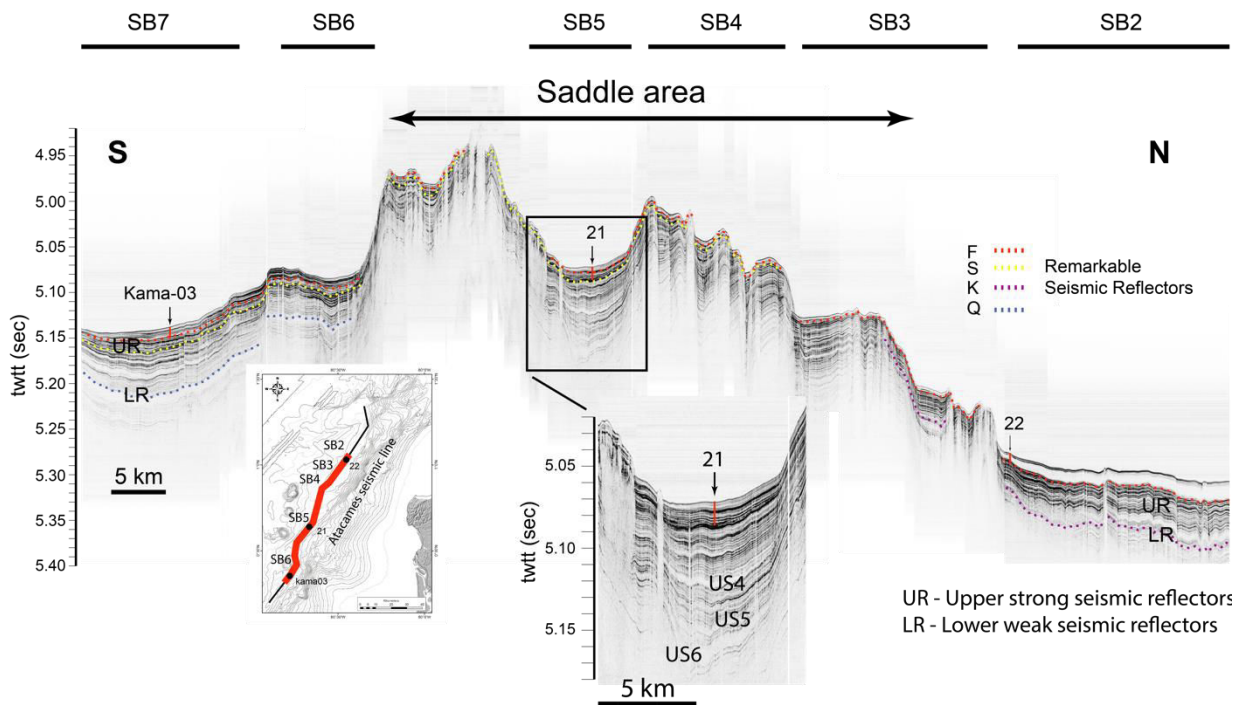 SB7 SB6 SB5 SB4 SB3 SB2
Saddle area
S N
4.95
5.00
5.05
5.10
5.15
5.20
5.25
5.30
5.35
5.40
twtt (sec)
Kama-03
UR
LR
5 km
21
F
S Remarkable
K Seismic Reflectors
Q
22
UR
LR
SB2
22
SB3
SB4
SB5
21
SB6
kama03
Atacames seismic line
5.05
5.10
5.15
twtt (sec)
21
US4
US5
US6
5 km
UR - Upper strong seismic reflectors
LR - Lower weak seismic reflectors